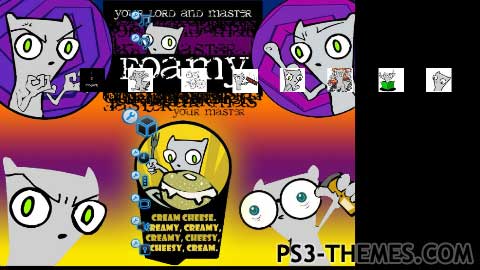 your LORD AND MASTER
FOAMY
your master
CREAM CHEESE.
CREAMY, CREAMY,
CREAMY, CHEESY,
CHEESY, CREAM.
PS3-THEMES.COM